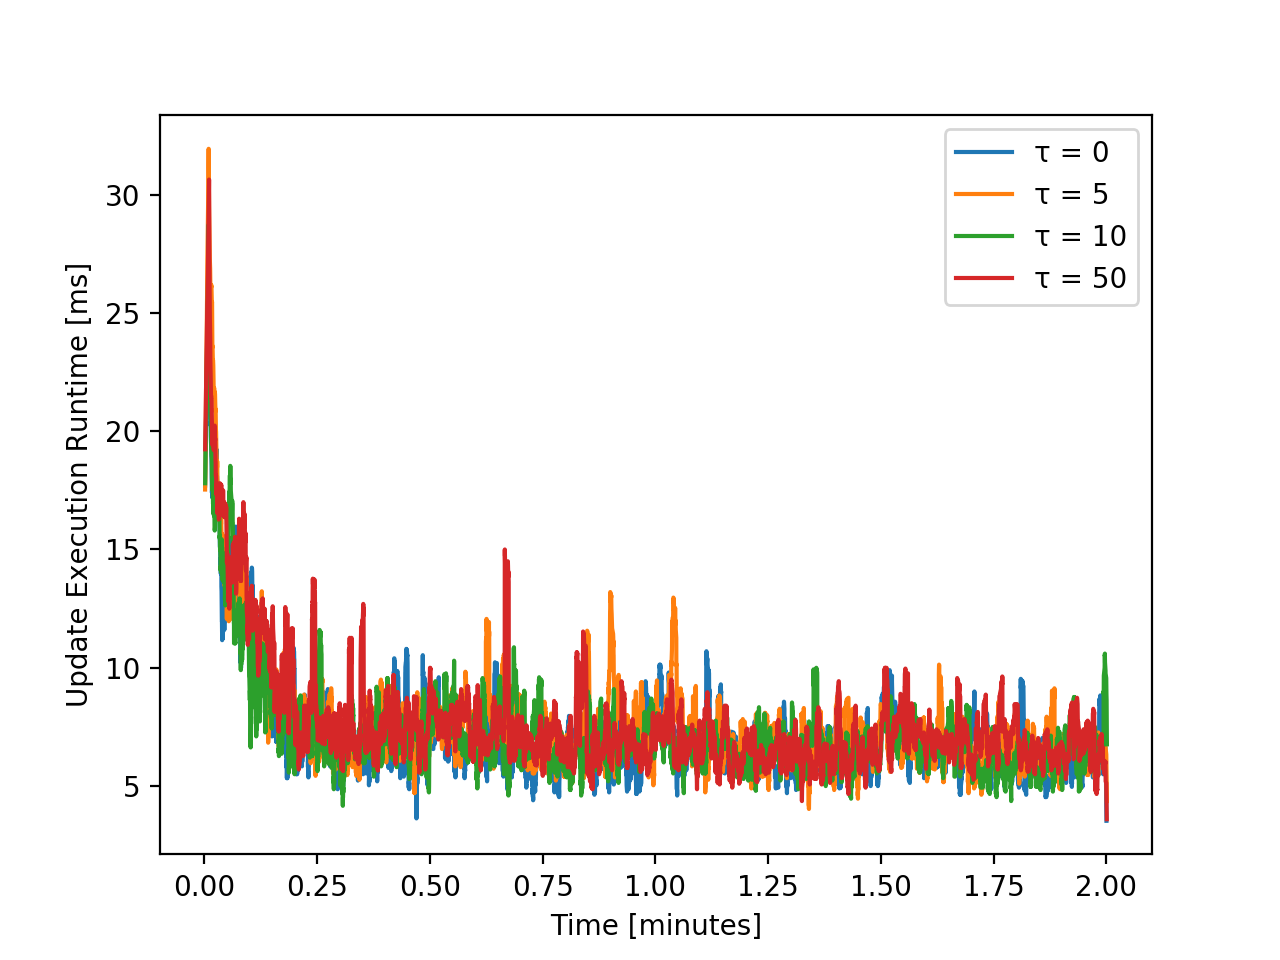 τ = 0
τ = 5
τ = 10
τ = 50
Update Execution Runtime [ms]
30
25
20
15
10
5
0.00 0.25 0.50 0.75 1.00 1.25 1.50 1.75 2.00
Time [minutes]